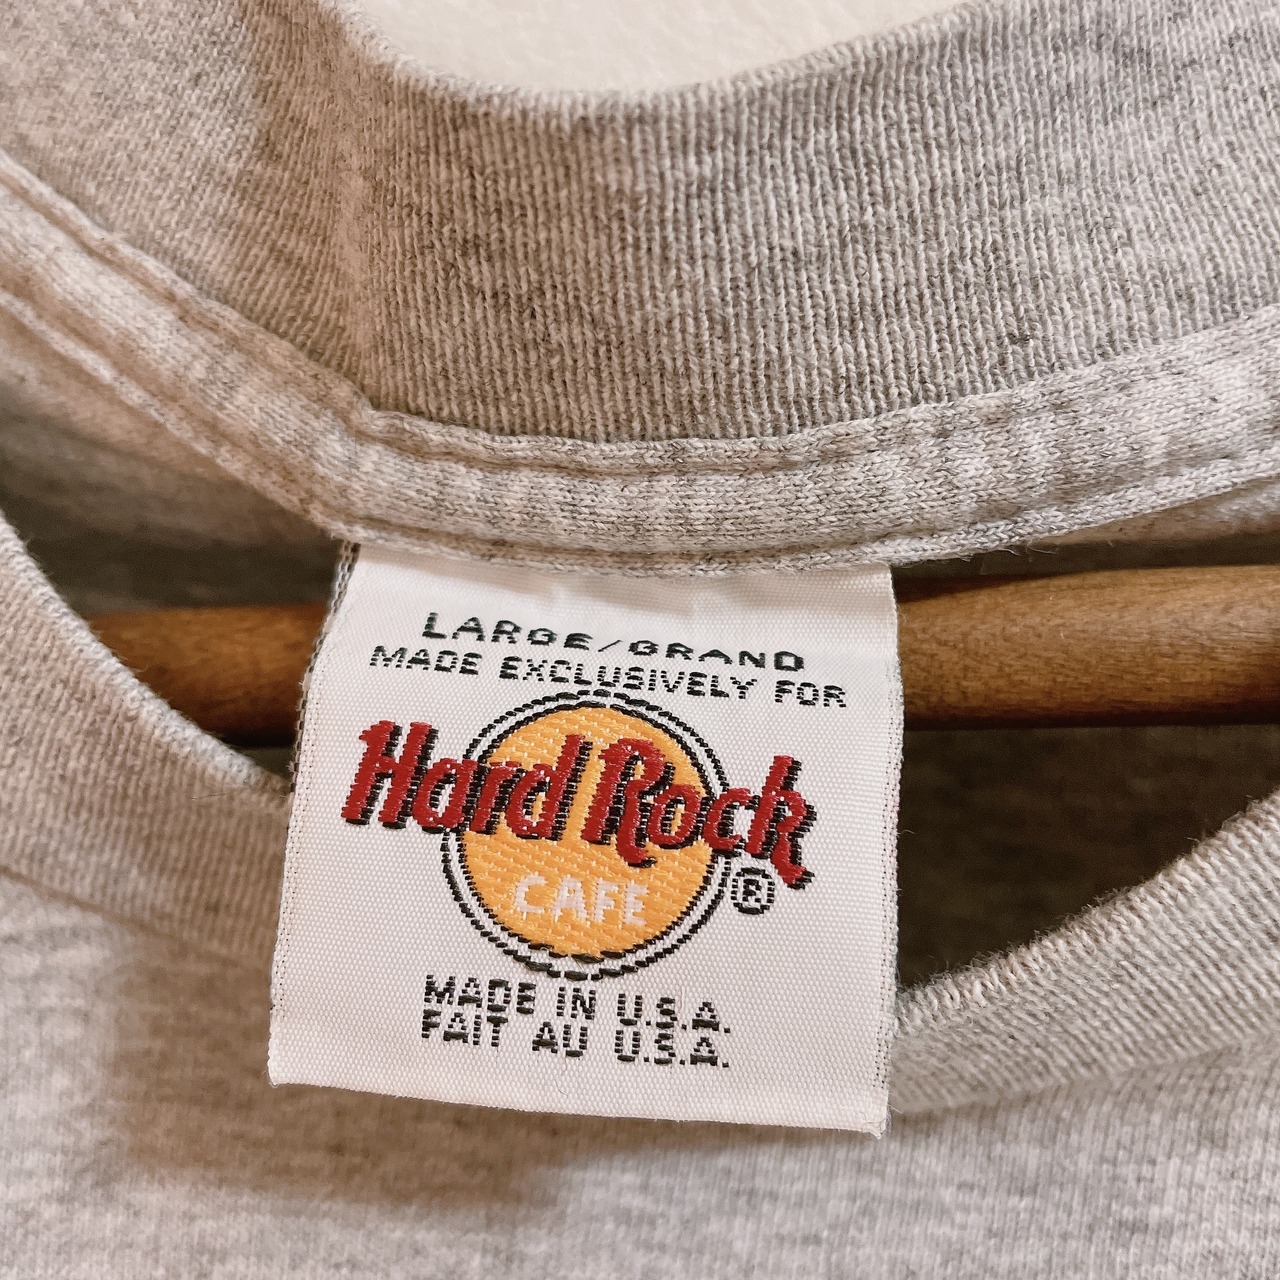 LARGE/GRAND
MADE EXCLUSIVELY FOR
Hard Rock
CAFE
®
MADE IN U.S.A.
FAIT AU U.S.A.